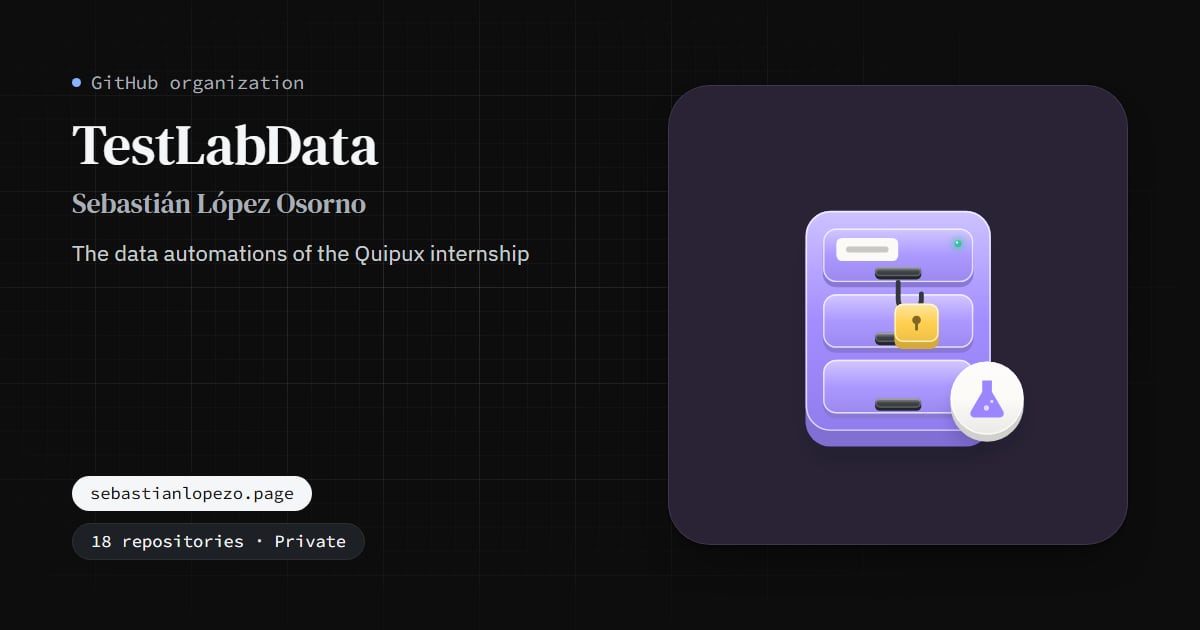 GitHub organization
TestLabData
Sebastián López Osorno
The data automations of the Quipux internship
sebastianlopezo.page
18 repositories · Private